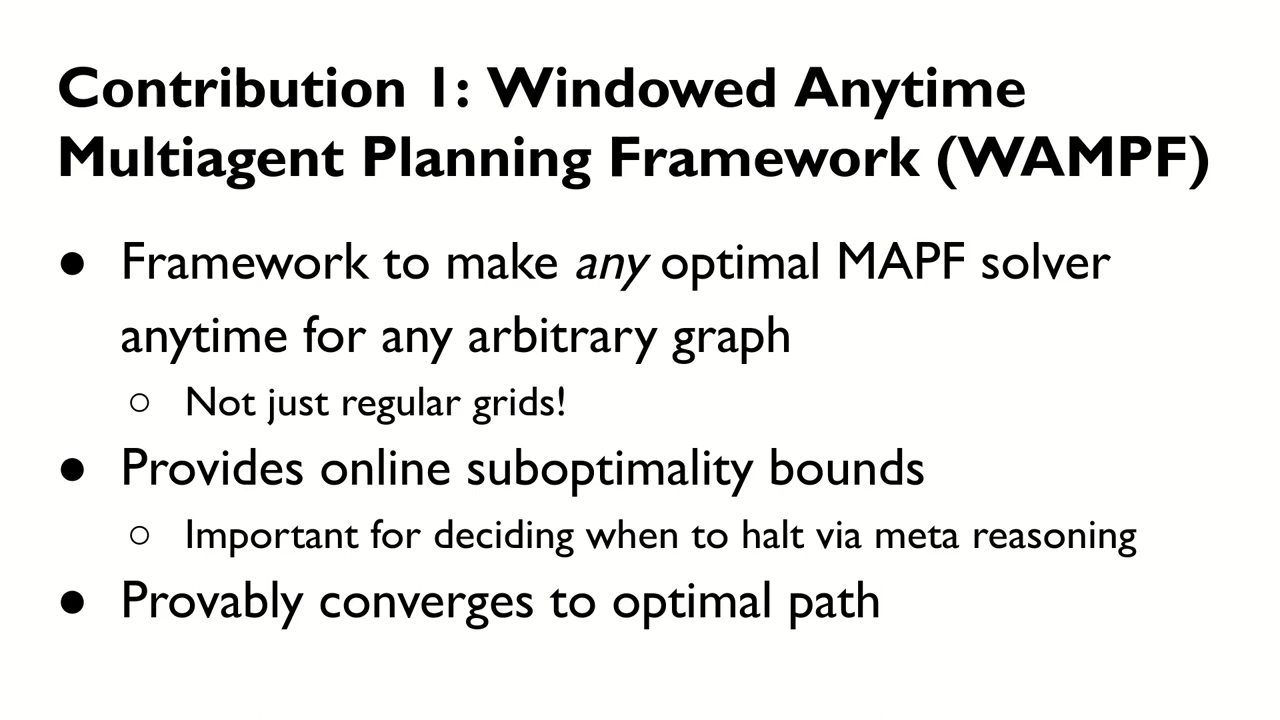 Contribution 1: Windowed Anytime
Multiagent Planning Framework (WAMPF)
● Framework to make any optimal MAPF solver
anytime for any arbitrary graph
○ Not just regular grids!
● Provides online suboptimality bounds
○ Important for deciding when to halt via meta reasoning
● Provably converges to optimal path